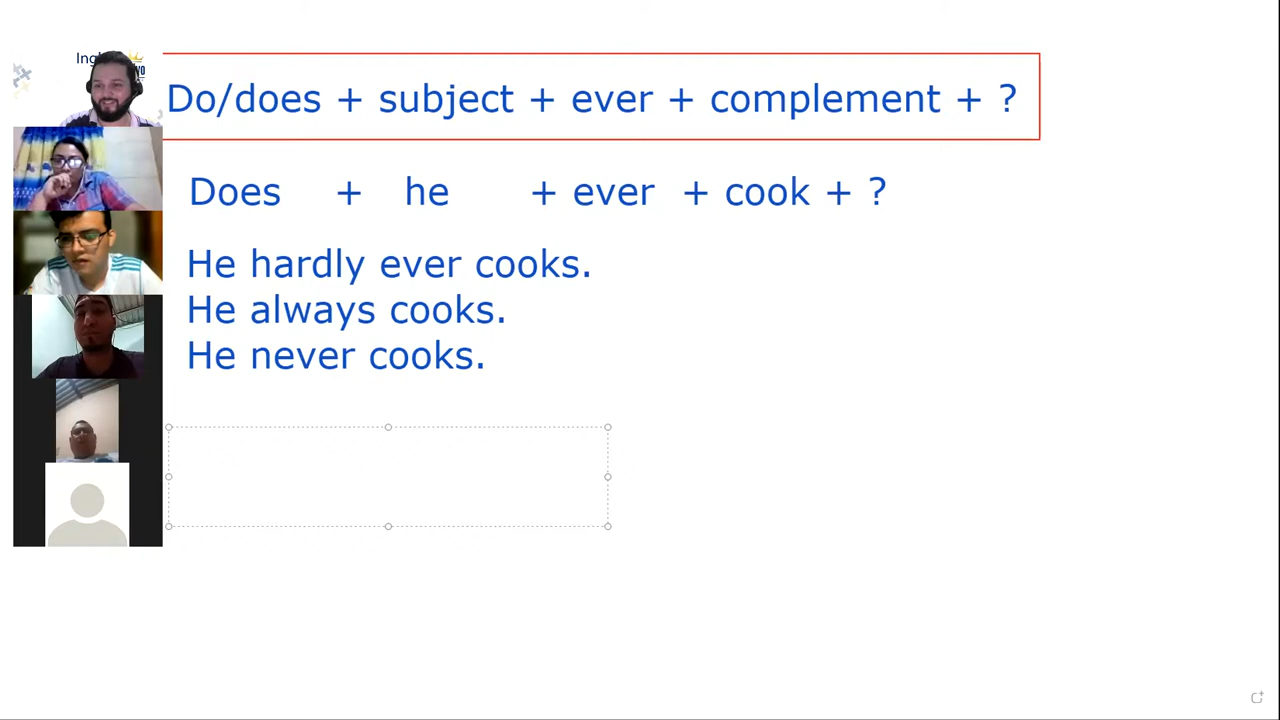 Do/does + subject + ever + complement + ?
Does + he + ever + cook + ?
He hardly ever cooks.
He always cooks.
He never cooks.